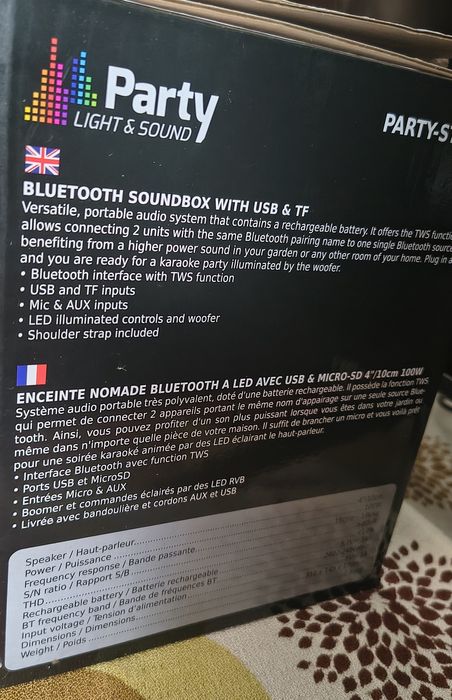 Party
LIGHT & SOUND
PARTY-ST
BLUETOOTH SOUNDBOX WITH USB & TF
Versatile, portable audio system that contains a rechargeable battery. It offers the TWS functi
allows connecting 2 units with the same Bluetooth pairing name to one single Bluetooth source
benefiting from a higher power sound in your garden or any other room of your home. Plug in a
and you are ready for a karaoke party illuminated by the woofer.
• Bluetooth interface with TWS function
• USB and TF inputs
• Mic & AUX inputs
• LED illuminated controls and woofer
• Shoulder strap included
ENCEINTE NOMADE BLUETOOTH A LED AVEC USB & MICRO-SD 4"/10cm 100W
Système audio portable très polyvalent, doté d'une batterie rechargeable. Il possède la fonction TWS
qui permet de connecter 2 appareils portant le même nom d'appairage sur une seule source Blue-
tooth. Ainsi, vous pouvez profiter d'un son plus puissant lorsque vous êtes dans votre jardin ou
même dans n'importe quelle pièce de votre maison. Il suffit de brancher un micro et vous voilà prêt
pour une soirée karaoké animée par des LED éclairant le haut-parleur.
• Interface Bluetooth avec function TWS
• Ports USB et MicroSD
• Entrées Micro & AUX
• Boomer et commandes éclairés par des LED RVB
• Livrée avec bandoulière et cordons AUX et USB
Speaker / Haut-parleur
Power / Puissance
Frequency response / Bande passante
S/N ratio / Rapport S/B
THD
Rechargeable battery / Batterie rechargeable
BT frequency band / Bande de fréquences BT
Input voltage / Tension d'alimentation
Dimensions / Dimensions
Weight / Poids